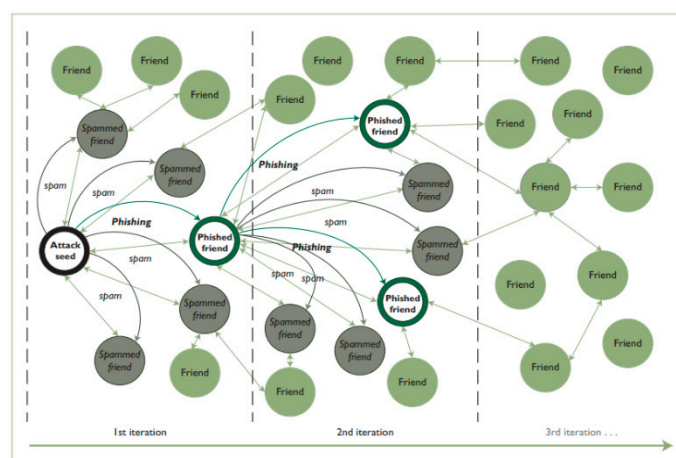 Friend
Friend
Friend
Spammed
friend
Spammed
friend
spam
spam
Phishing
Attack
seed
Phished
friend
spam
spam
Spammed
friend
Spammed
friend
Friend
1st iteration
Friend
Friend
Friend
Phished
friend
Phishing
Spammed
friend
spam
spam
Phishing
Spammed
friend
spam
spam
Phished
friend
Spammed
friend
Spammed
friend
Friend
Friend
2nd iteration
Friend
Friend
Friend
Friend
Friend
Friend
Friend
Friend
Friend
Friend
Friend
3rd iteration . . .